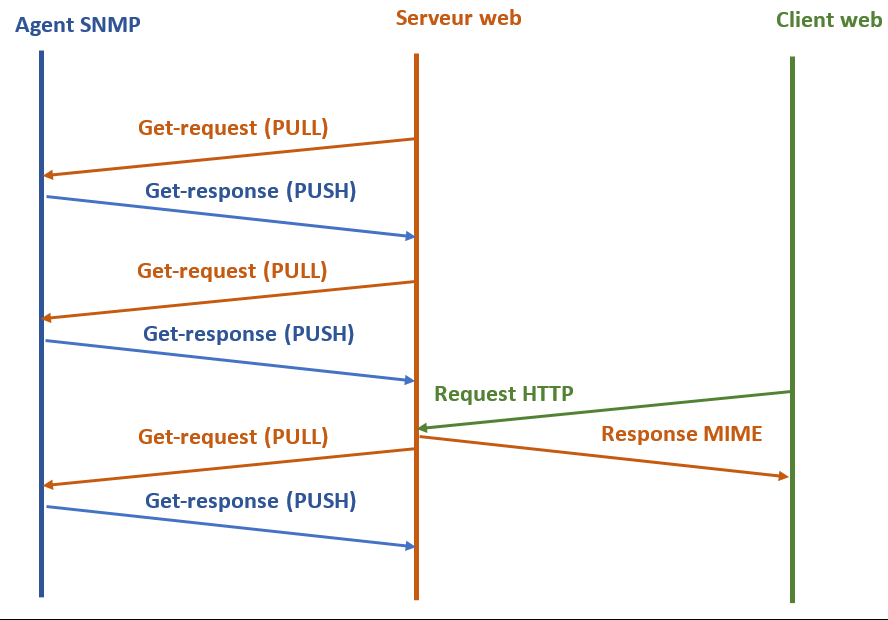 Agent SNMP
Serveur web
Client web
Get-request (PULL)
Get-response (PUSH)
Get-request (PULL)
Get-response (PUSH)
Request HTTP
Response MIME
Get-request (PULL)
Get-response (PUSH)